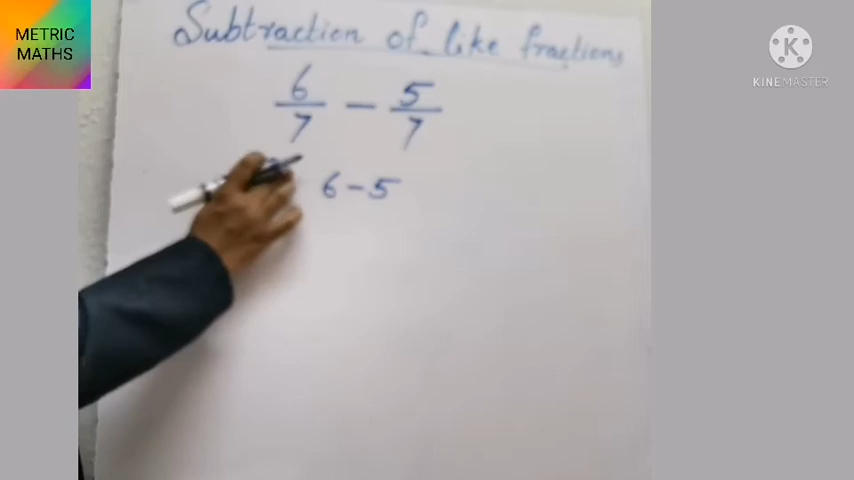 METRIC
MATHS
KINEMASTER
Subtraction of like fractions
6/7 - 5/7
6-5